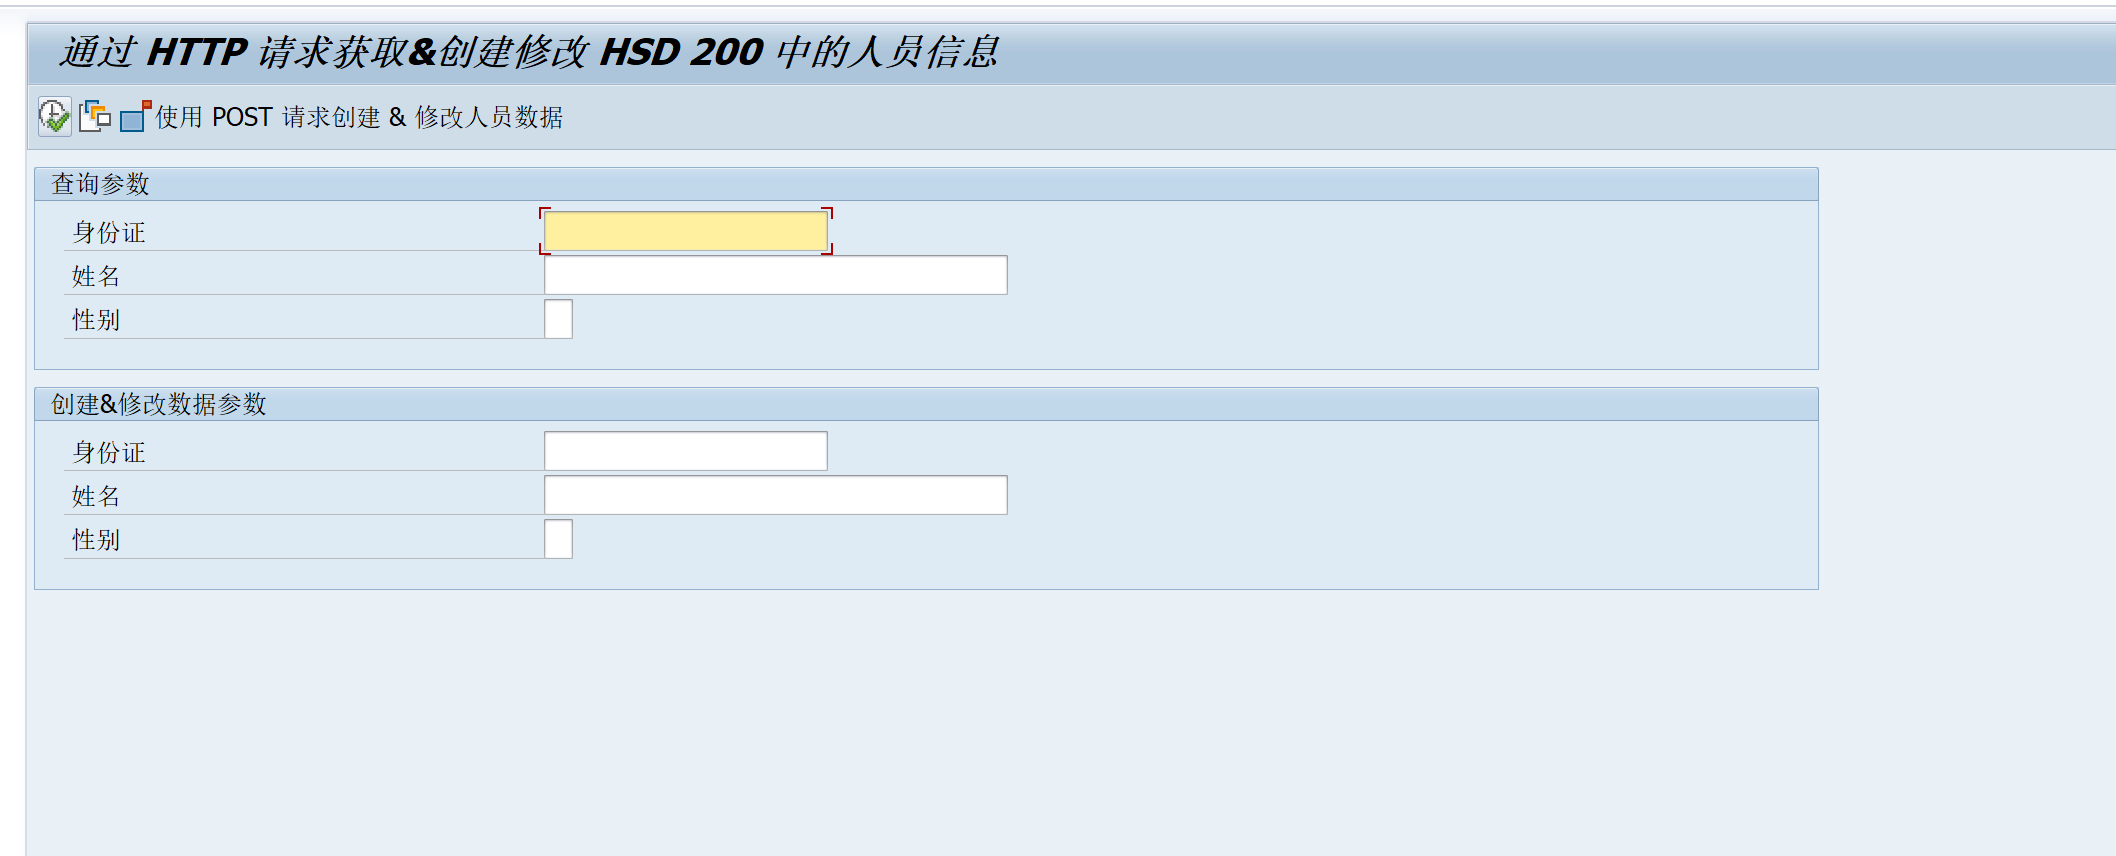 通过 HTTP 请求获取&创建修改 HSD 200 中的人员信息
使用 POST 请求创建 & 修改人员数据
查询参数
身份证
姓名
性别
创建&修改数据参数
身份证
姓名
性别